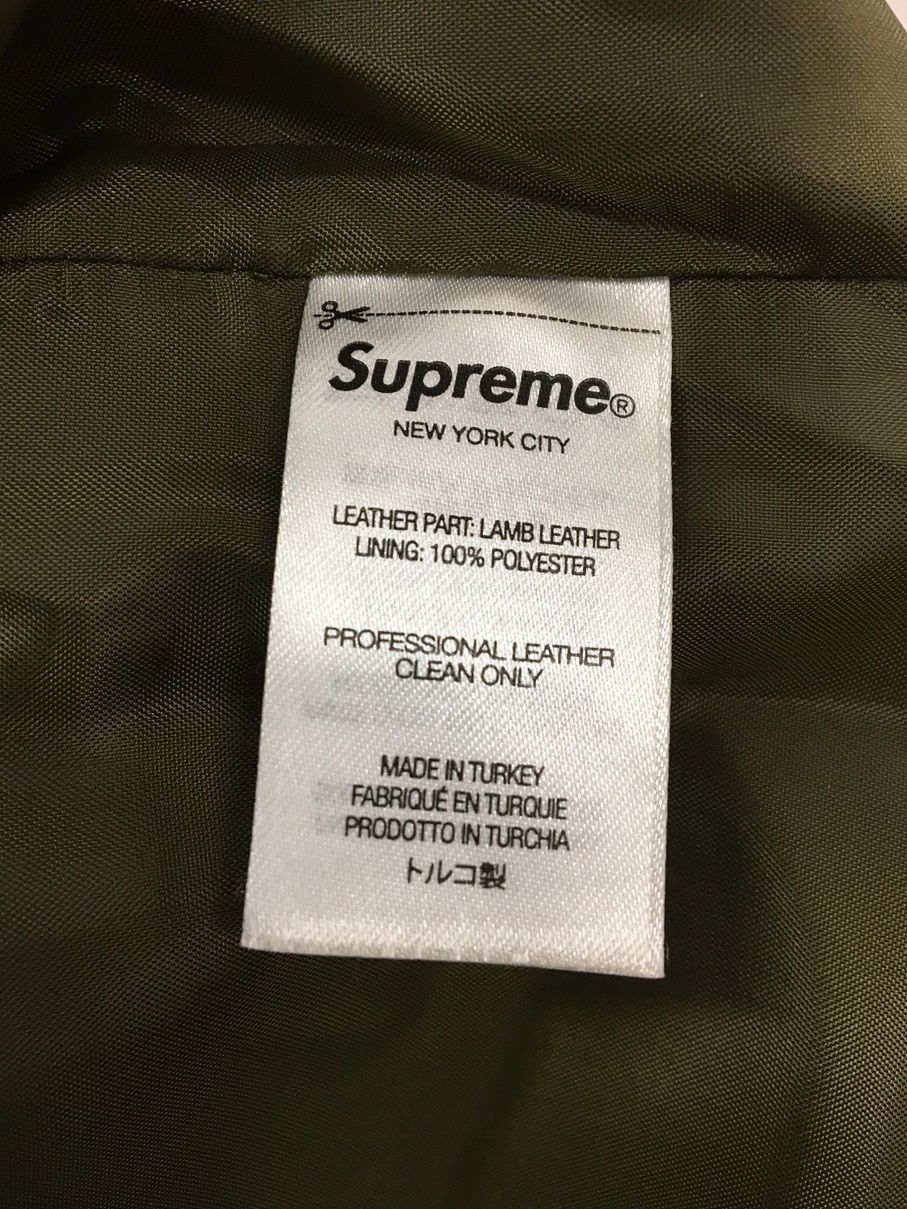 Supreme®
NEW YORK CITY
LEATHER PART: LAMB LEATHER
LINING: 100% POLYESTER
PROFESSIONAL LEATHER
CLEAN ONLY
MADE IN TURKEY
FABRIQUÉ EN TURQUIE
PRODOTTO IN TURCHIA
トルコ製